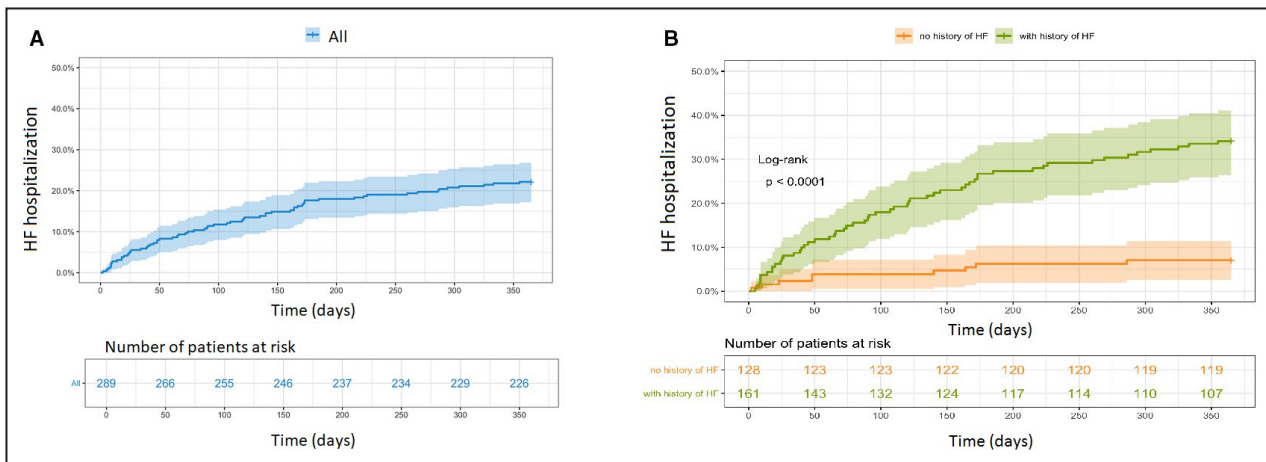 A
All
50.0%
40.0%
30.0%
20.0%
10.0%
0.0%
HF hospitalization
0 50 100 150 200 250 300 350
Time (days)
Number of patients at risk
All 289 266 255 246 237 234 229 226
0 50 100 150 200 250 300 350
Time (days)
B
no history of HF with history of HF
50.0%
40.0%
30.0%
20.0%
10.0%
0.0%
HF hospitalization
Log-rank
p < 0.0001
0 50 100 150 200 250 300 350
Time (days)
Number of patients at risk
no history of HF 128 123 123 122 120 120 119 119
with history of HF 161 143 132 124 117 114 110 107
0 50 100 150 200 250 300 350
Time (days)